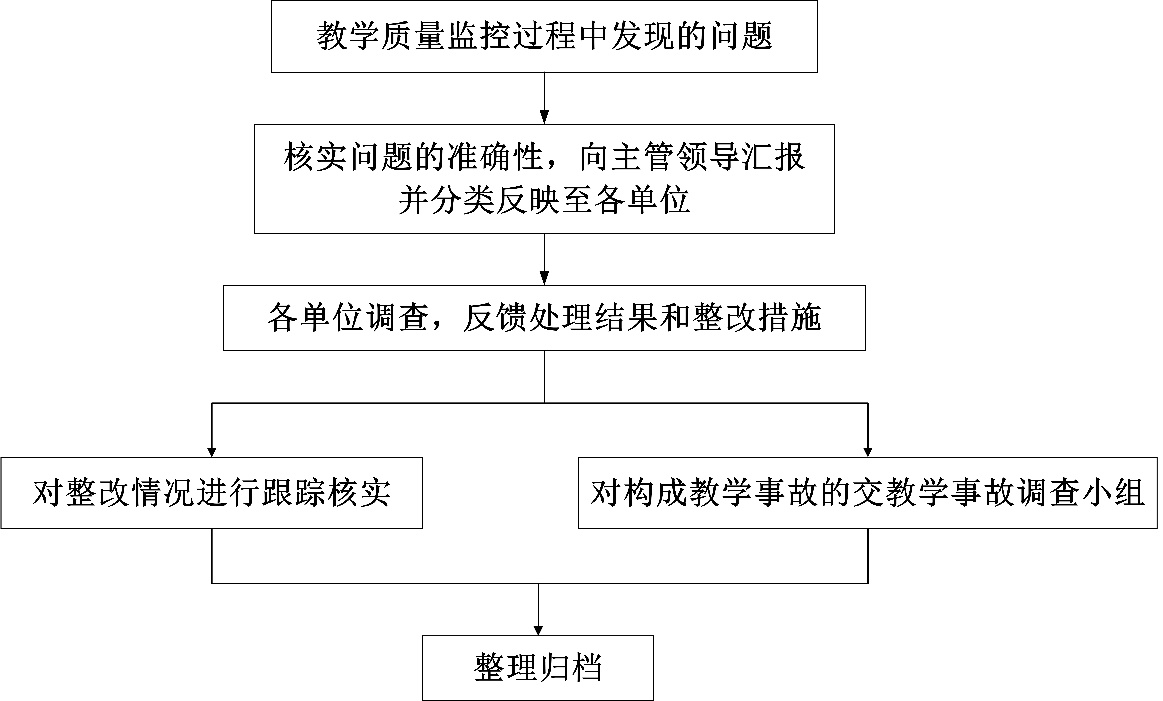 教学质量监控过程中发现的问题
核实问题的准确性，向主管领导汇报
并分类反映至各单位
各单位调查，反馈处理结果和整改措施
对整改情况进行跟踪核实
对构成教学事故的交教学事故调查小组
整理归档